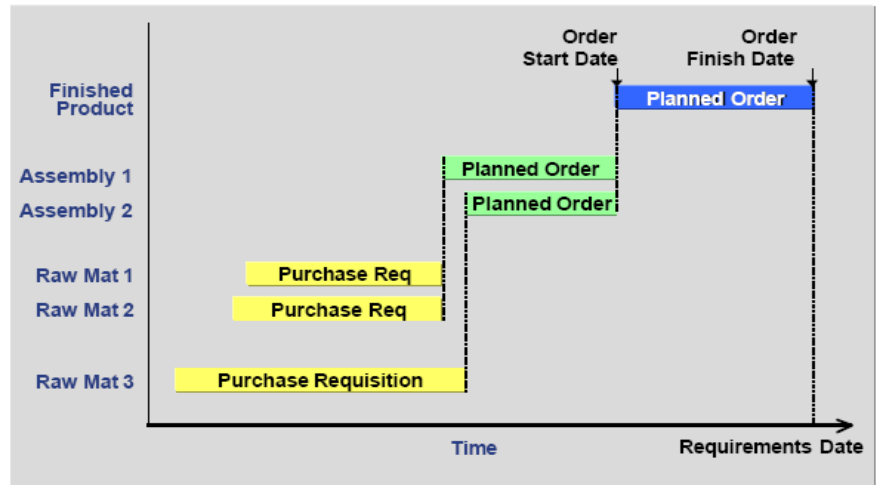 Order
Start Date
Order
Finish Date
Finished
Product
Planned Order
Assembly 1
Planned Order
Assembly 2
Planned Order
Raw Mat 1
Purchase Req
Raw Mat 2
Purchase Req
Raw Mat 3
Purchase Requisition
Time
Requirements Date